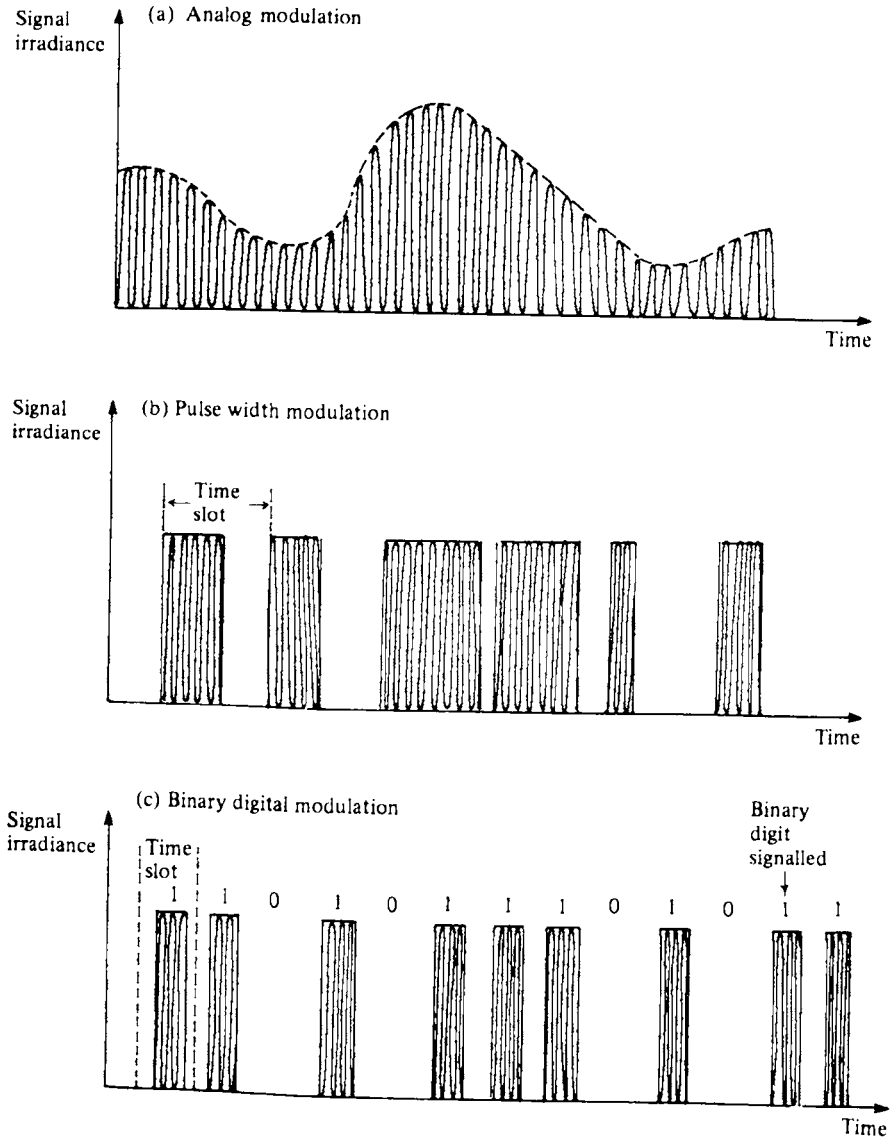 Signal
irradiance
(a) Analog modulation
Time
Signal
irradiance
(b) Pulse width modulation
Time
slot
Time
Signal
irradiance
(c) Binary digital modulation
Time
slot
Binary
digit
signalled
1 1 0 1 0 1 1 1 0 1 0 1 1
Time